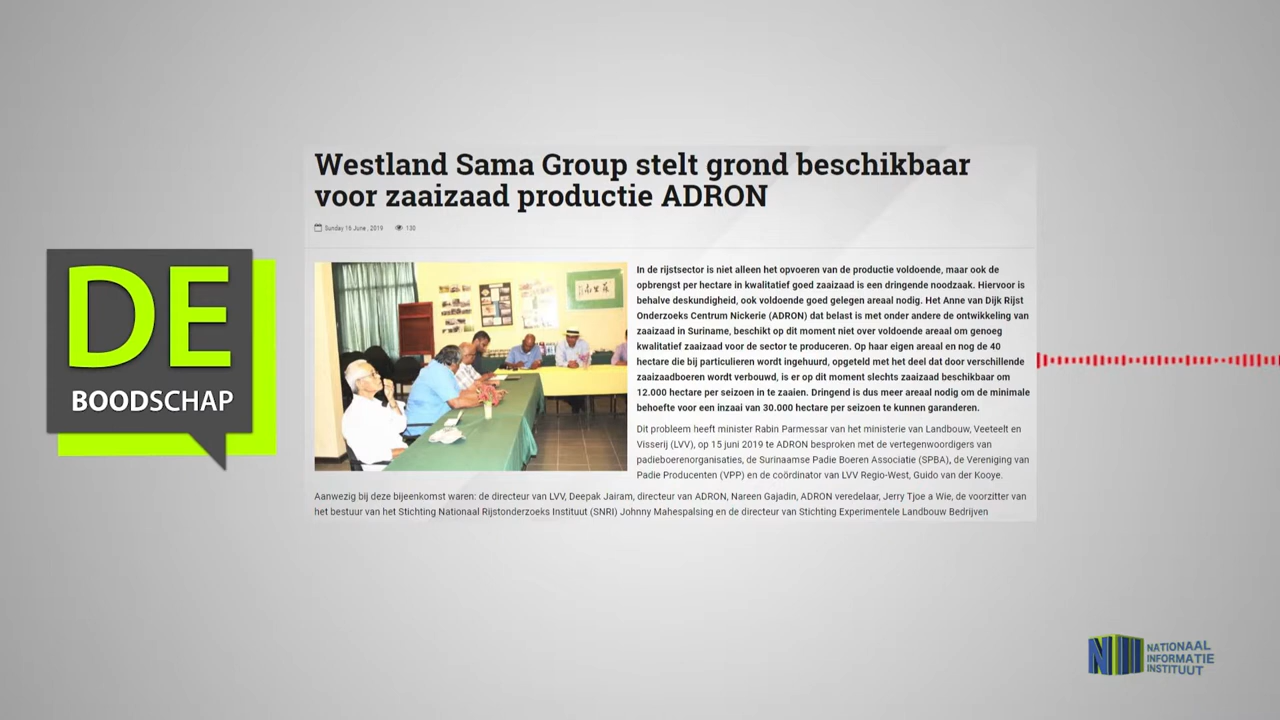 Westland Sama Group stelt grond beschikbaar
voor zaaizaad productie ADRON
Sunday 16 June , 2019 130
DE
BOODSCHAP
In de rijstsector is niet alleen het opvoeren van de productie voldoende, maar ook de
opbrengst per hectare in kwalitatief goed zaaizaad is een dringende noodzaak. Hiervoor is
behalve deskundigheid, ook voldoende goed gelegen areaal nodig. Het Anne van Dijk Rijst
Onderzoeks Centrum Nickerie (ADRON) dat belast is met onder andere de ontwikkeling van
zaaizaad in Suriname, beschikt op dit moment niet over voldoende areaal om genoeg
kwalitatief zaaizaad voor de sector te produceren. Op haar eigen areaal en nog de 40
hectare die bij particulieren wordt ingehuurd, opgeteld met het deel dat door verschillende
zaaizaadboeren wordt verbouwd, is er op dit moment slechts zaaizaad beschikbaar om
12.000 hectare per seizoen in te zaaien. Dringend is dus meer areaal nodig om de minimale
behoefte voor een inzaai van 30.000 hectare per seizoen te kunnen garanderen.
Dit probleem heeft minister Rabin Parmessar van het ministerie van Landbouw, Veeteelt en
Visserij (LVV), op 15 juni 2019 te ADRON besproken met de vertegenwoordigers van
padieboerenorganisaties, de Surinaamse Padie Boeren Associatie (SPBA), de Vereniging van
Padie Producenten (VPP) en de coördinator van LVV Regio-West, Guido van der Kooye.
Aanwezig bij deze bijeenkomst waren: de directeur van LVV, Deepak Jairam, directeur van ADRON, Nareen Gajadin, ADRON veredelaar, Jerry Tjoe a Wie, de voorzitter van
het bestuur van het Stichting Nationaal Rijstonderzoeks Instituut (SNRI) Johnny Mahespalsing en de directeur van Stichting Experimentele Landbouw Bedrijven
NATIONAAL
INFORMATIE
INSTITUUT